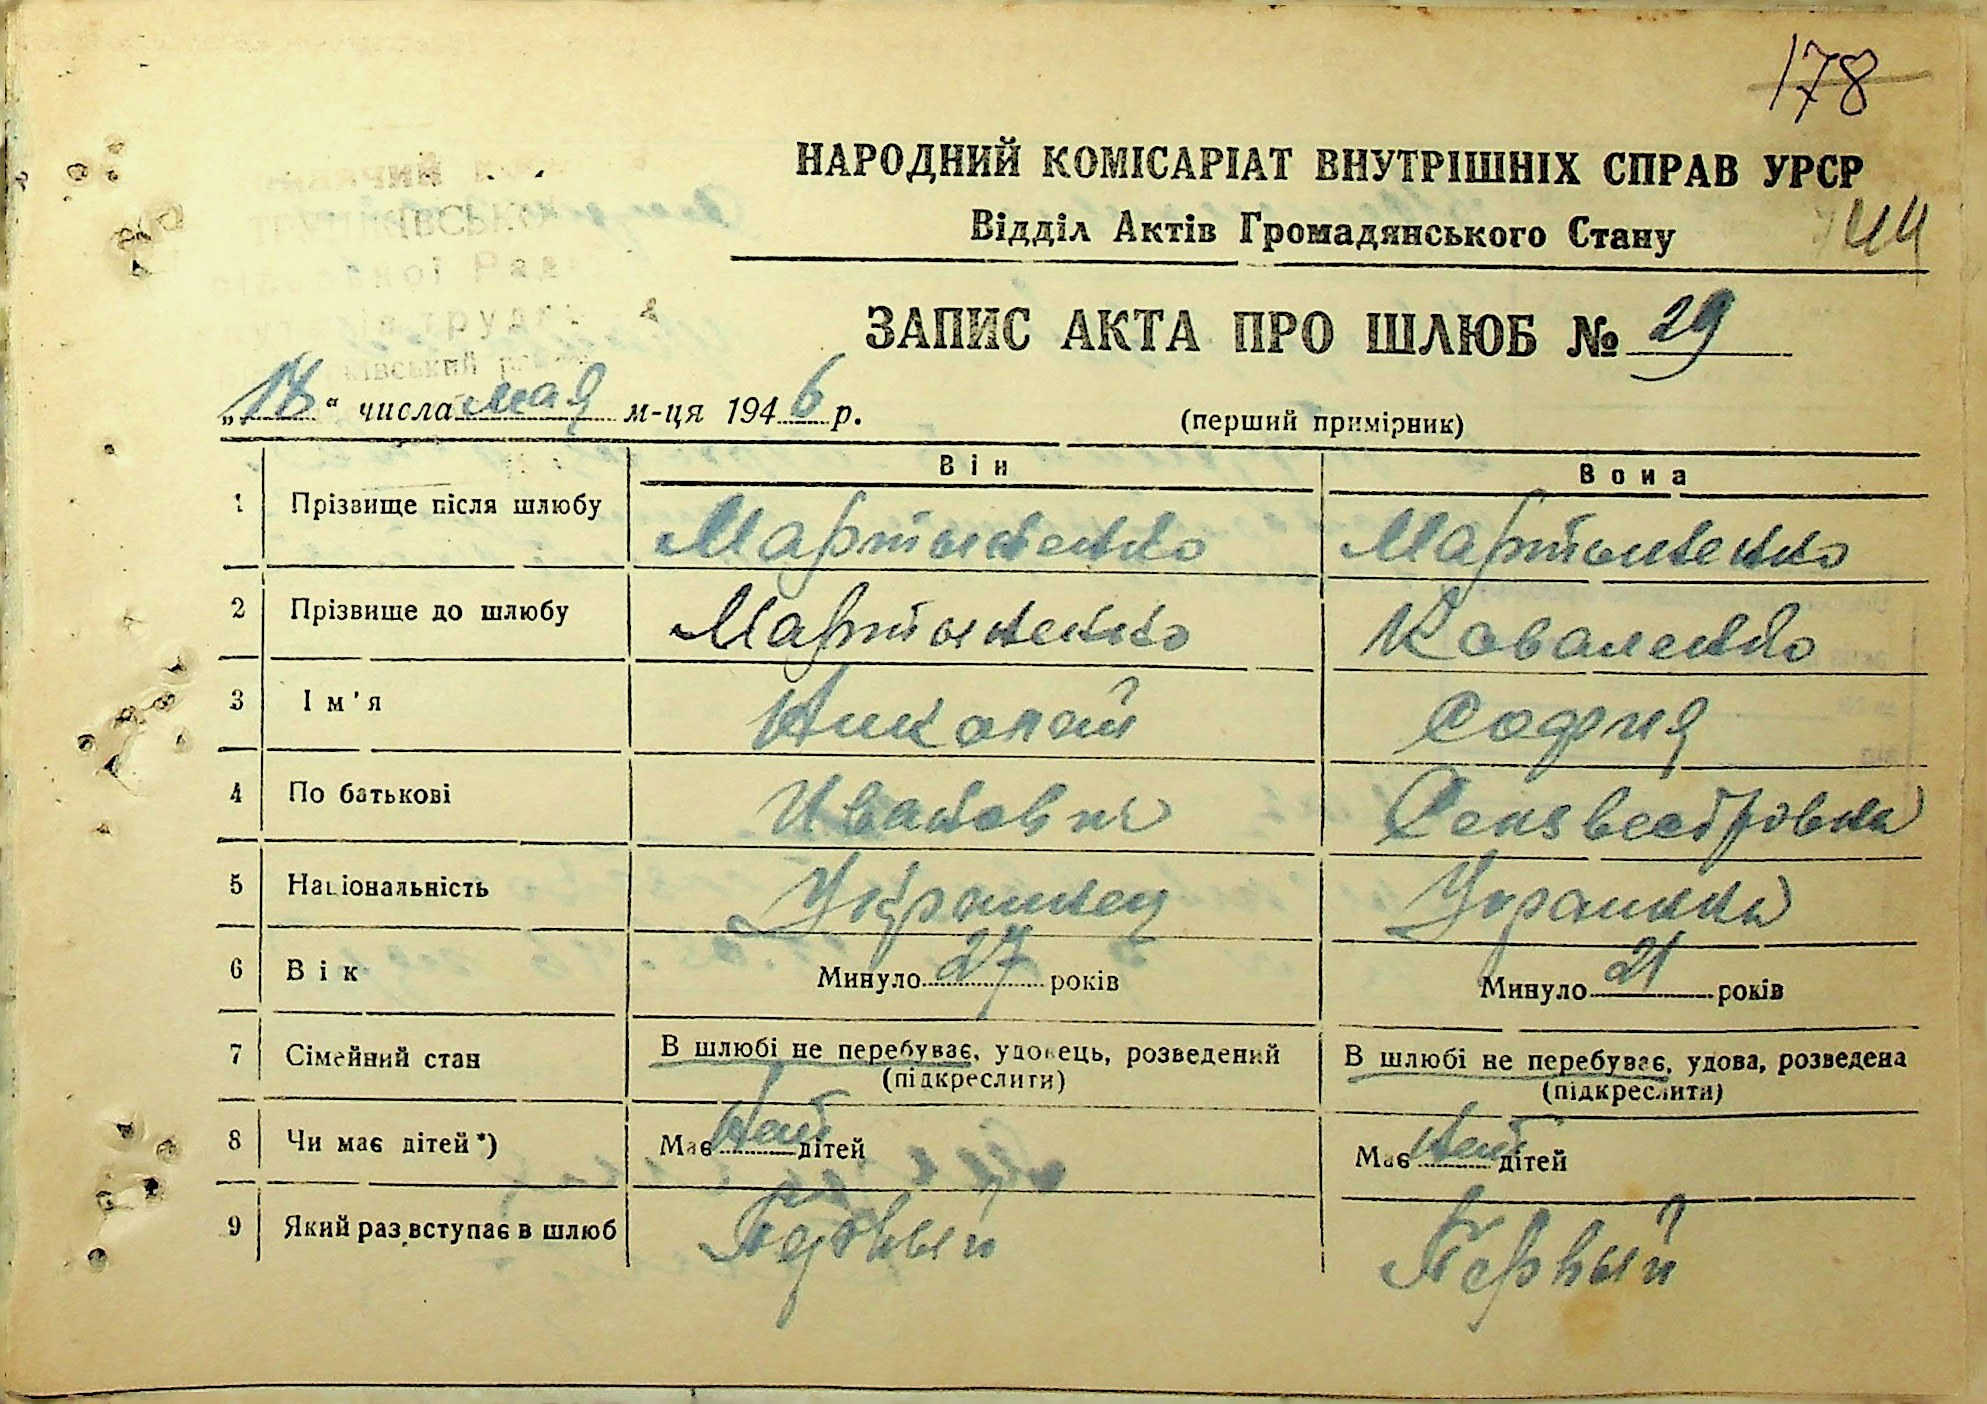 178
НАРОДНИЙ КОМІСАРІАТ ВНУТРІШНІХ СПРАВ УРСР
Відділ Актів Громадянського Стану
44
ЗАПИС АКТА ПРО ШЛЮБ № 29
„18“ числа мая м-ця 1946 р.
(перший примірник)
Він Вона
1 Прізвище після шлюбу Мартыненко Мартыненко
2 Прізвище до шлюбу Мартыненко Коваленко
3 Ім'я Николай София
4 По батькові Иванович Сельвестровна
5 Національність Украинец Украинка
6 Вік Минуло 27 років Минуло 21 років
7 Сімейний стан В шлюбі не перебуває, удовець, розведений В шлюбі не перебуває, удова, розведена
(підкреслити) (підкреслити)
8 Чи має дітей*) Має нет дітей Має нет дітей
9 Який раз вступає в шлюб Первый Первый